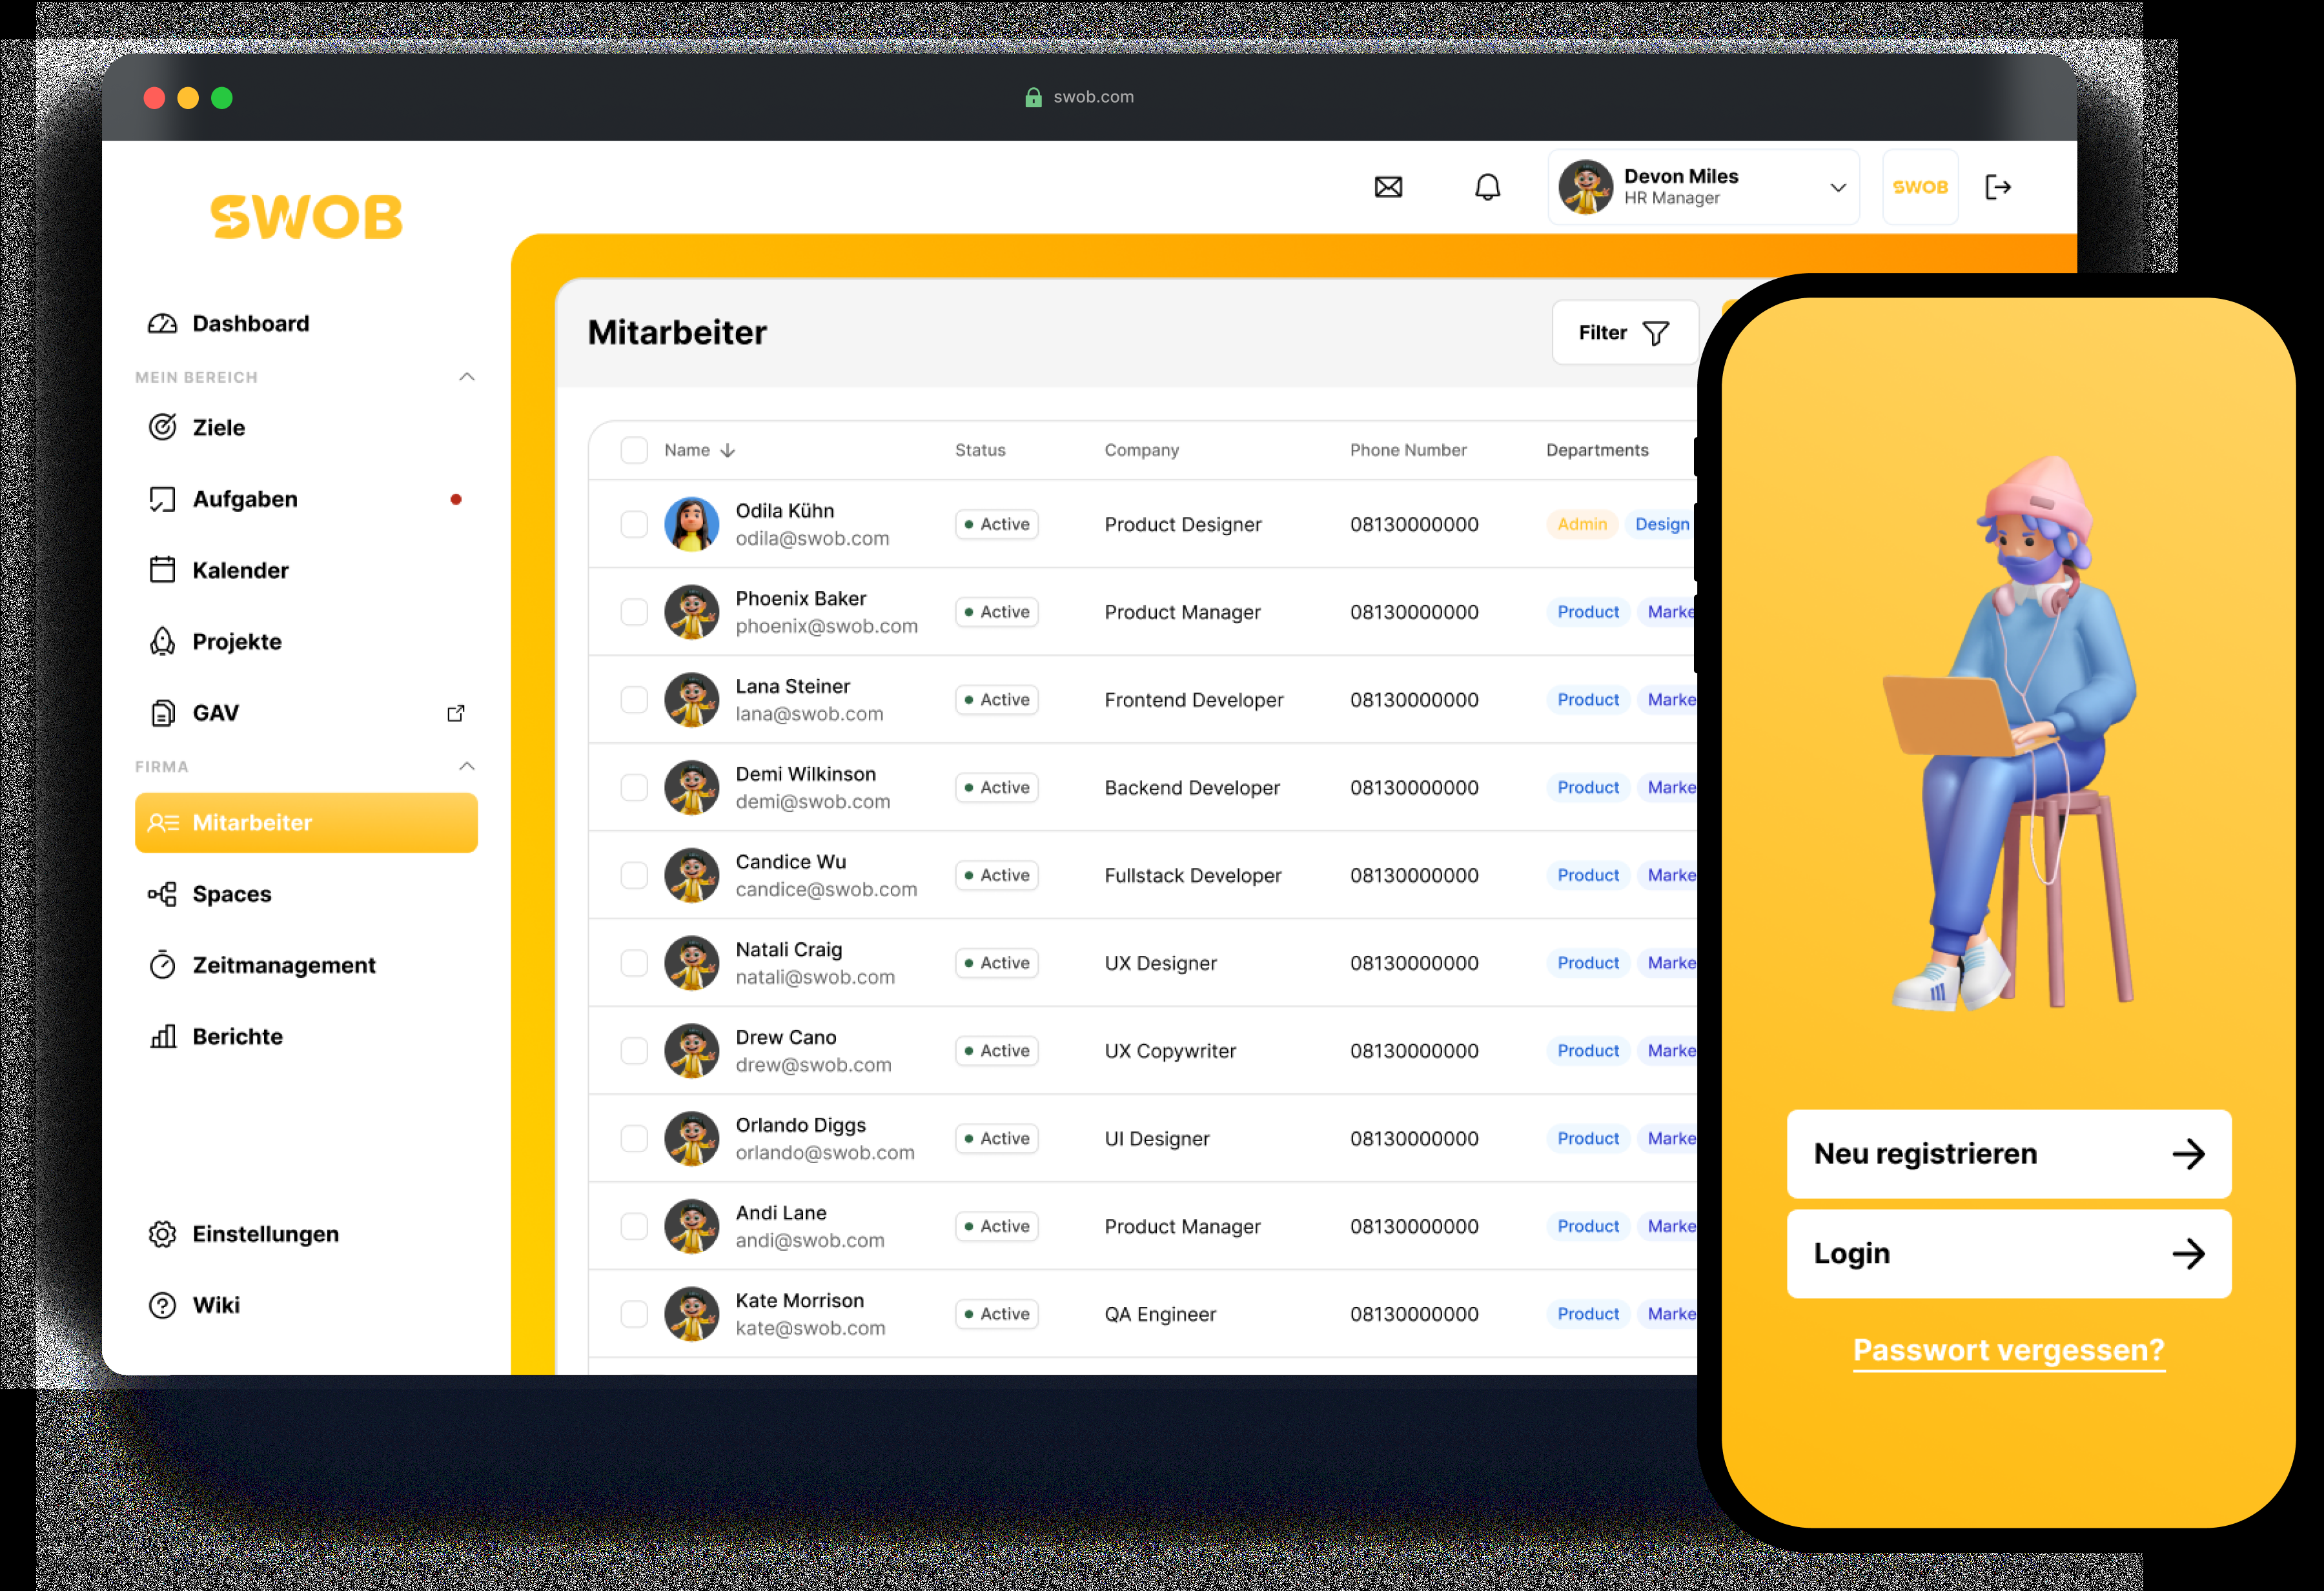 swob.com
SWOB
Devon Miles
HR Manager
SWOB
Dashboard
MEIN BEREICH
Ziele
Aufgaben
Kalender
Projekte
GAV
FIRMA
Mitarbeiter
Spaces
Zeitmanagement
Berichte
Einstellungen
Wiki
Mitarbeiter
Filter
Name Status Company Phone Number Departments
Odila Kühn
odila@swob.com
Active Product Designer 08130000000 Admin Design
Phoenix Baker
phoenix@swob.com
Active Product Manager 08130000000 Product Marke
Lana Steiner
lana@swob.com
Active Frontend Developer 08130000000 Product Marke
Demi Wilkinson
demi@swob.com
Active Backend Developer 08130000000 Product Marke
Candice Wu
candice@swob.com
Active Fullstack Developer 08130000000 Product Marke
Natali Craig
natali@swob.com
Active UX Designer 08130000000 Product Marke
Drew Cano
drew@swob.com
Active UX Copywriter 08130000000 Product Marke
Orlando Diggs
orlando@swob.com
Active UI Designer 08130000000 Product Marke
Andi Lane
andi@swob.com
Active Product Manager 08130000000 Product Marke
Kate Morrison
kate@swob.com
Active QA Engineer 08130000000 Product Marke
Neu registrieren
Login
Passwort vergessen?